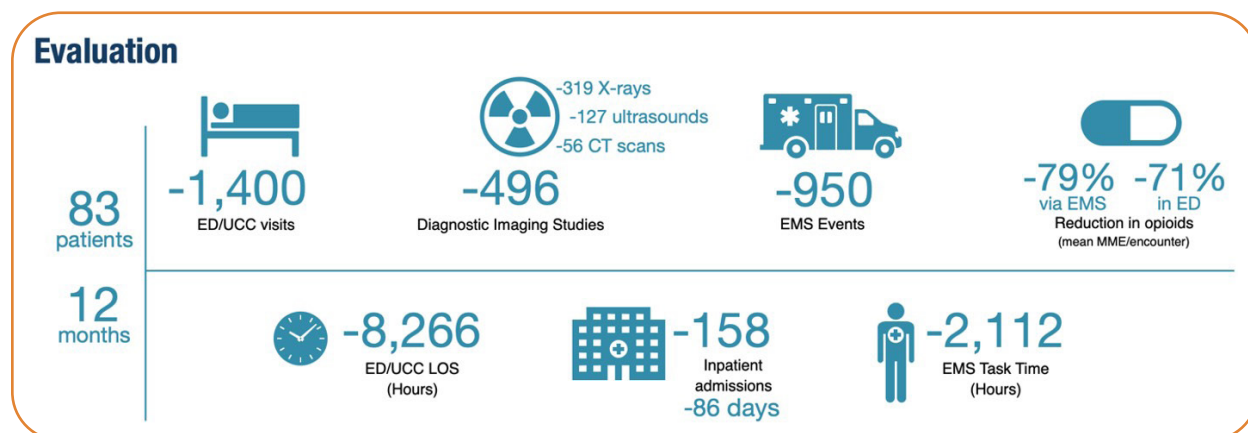 Evaluation
83
patients
12
months
-1,400
ED/UCC visits
-319 X-rays
-127 ultrasounds
-56 CT scans
-496
Diagnostic Imaging Studies
-950
EMS Events
-79% -71%
via EMS in ED
Reduction in opioids
(mean MME/encounter)
-8,266
ED/UCC LOS
(Hours)
-158
Inpatient
admissions
-86 days
-2,112
EMS Task Time
(Hours)